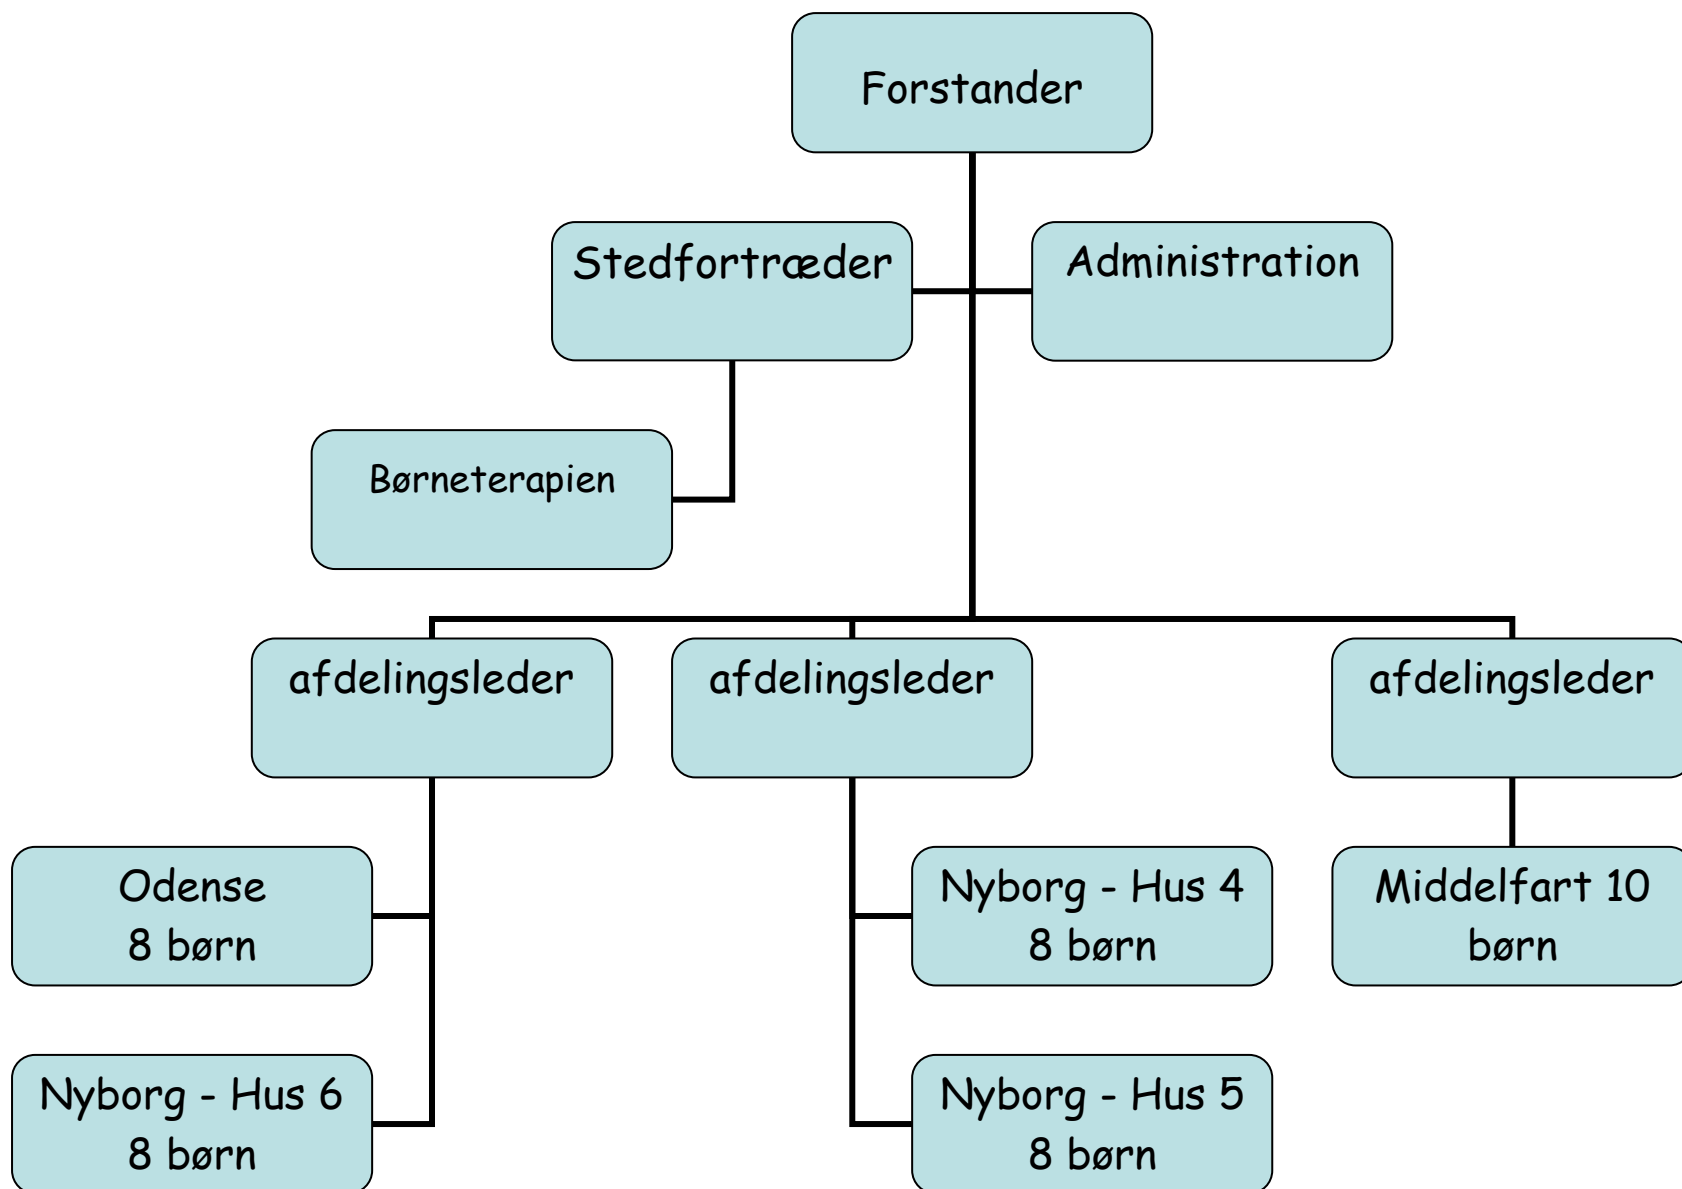 Forstander
Stedfortræder
Administration
Børneterapien
afdelingsleder
afdelingsleder
afdelingsleder
Odense
8 børn
Nyborg - Hus 4
8 børn
Middelfart 10
børn
Nyborg - Hus 6
8 børn
Nyborg - Hus 5
8 børn